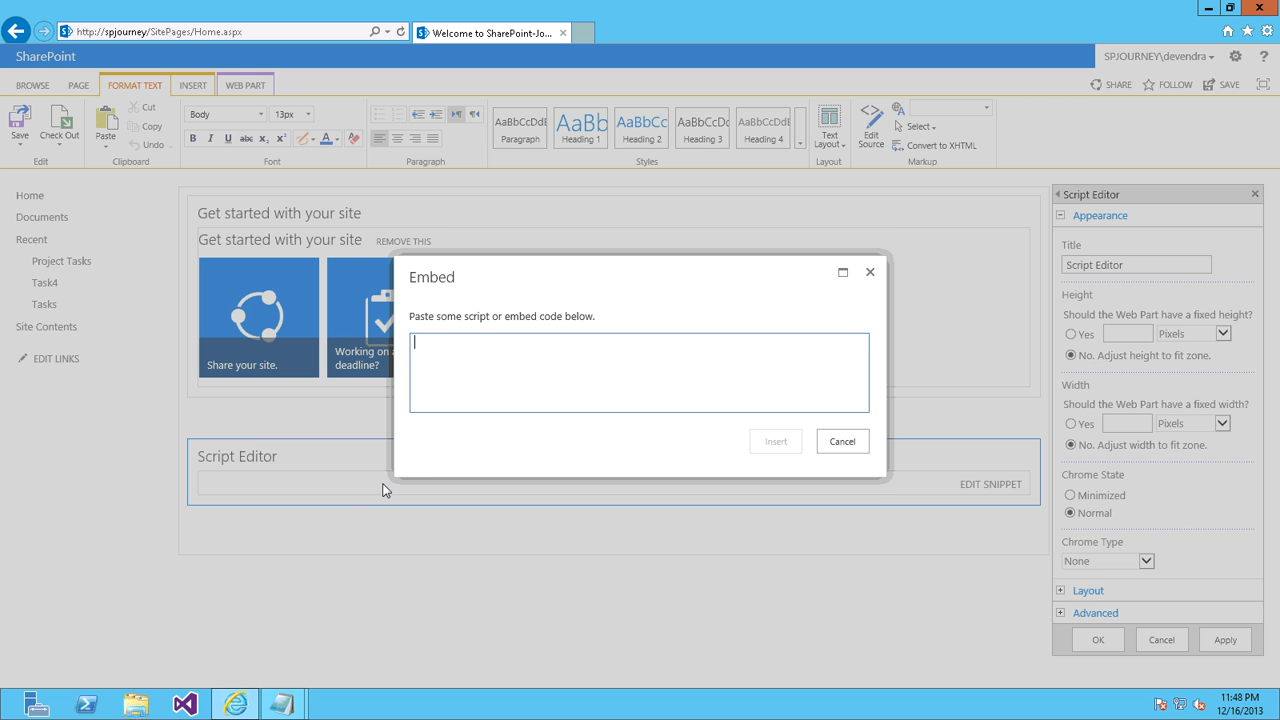 http://spjourney/SitePages/Home.aspx
Welcome to SharePoint-Jo...
SharePoint
SPJOURNEY\devendra
?
BROWSE PAGE FORMAT TEXT INSERT WEB PART
SHARE FOLLOW SAVE
Save
Check Out
Edit
Paste
Cut
Copy
Undo
Clipboard
Body 13px
B I U abc x₂ x²
A
Font
Paragraph
AaBbCcDdE
Paragraph
AaBb
Heading 1
AaBbCc
Heading 2
AaBbCcDd
Heading 3
AaBbCcDd
Heading 4
Styles
Text
Layout
Layout
Edit
Source
Select
Convert to XHTML
Markup
Home
Documents
Recent
Project Tasks
Task4
Tasks
Site Contents
EDIT LINKS
Get started with your site
Get started with your site REMOVE THIS
Share your site.
Working on a
deadline?
Embed
Paste some script or embed code below.
Insert Cancel
Script Editor
EDIT SNIPPET
Script Editor
Appearance
Title
Script Editor
Height
Should the Web Part have a fixed height?
Yes Pixels
No. Adjust height to fit zone.
Width
Should the Web Part have a fixed width?
Yes Pixels
No. Adjust width to fit zone.
Chrome State
Minimized
Normal
Chrome Type
None
Layout
Advanced
OK Cancel Apply
11:48 PM
12/16/2013